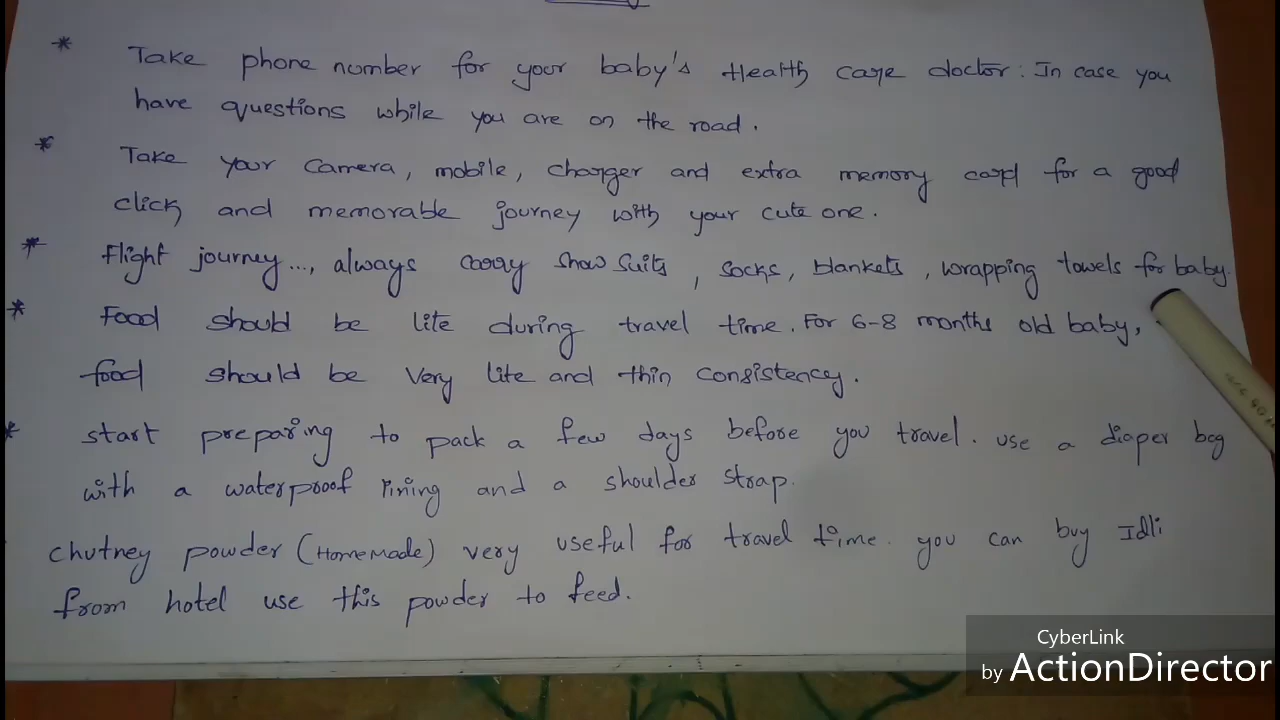 * Take phone number for your baby's Health care doctor. In case you
have questions while you are on the road.
* Take your camera, mobile, charger and extra memory card for a good
click and memorable journey with your cute one.
* flight journey..., always carry snow suits, socks, blankets, wrapping towels for baby.
* Food should be lite during travel time. For 6-8 months old baby,
food should be very lite and thin consistency.
* start preparing to pack a few days before you travel. use a diaper bag
with a waterproof lining and a shoulder strap.
chutney powder (Homemade) very useful for travel time. you can buy Idli
from hotel use this powder to feed.
CyberLink
by ActionDirector